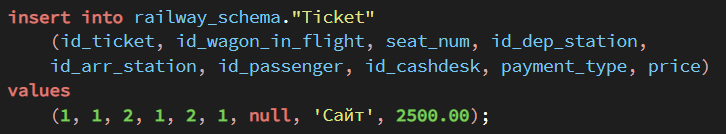 insert into railway_schema."Ticket"
(id_ticket, id_wagon_in_flight, seat_num, id_dep_station,
id_arr_station, id_passenger, id_cashdesk, payment_type, price)
values
(1, 1, 2, 1, 2, 1, null, 'Сайт', 2500.00);